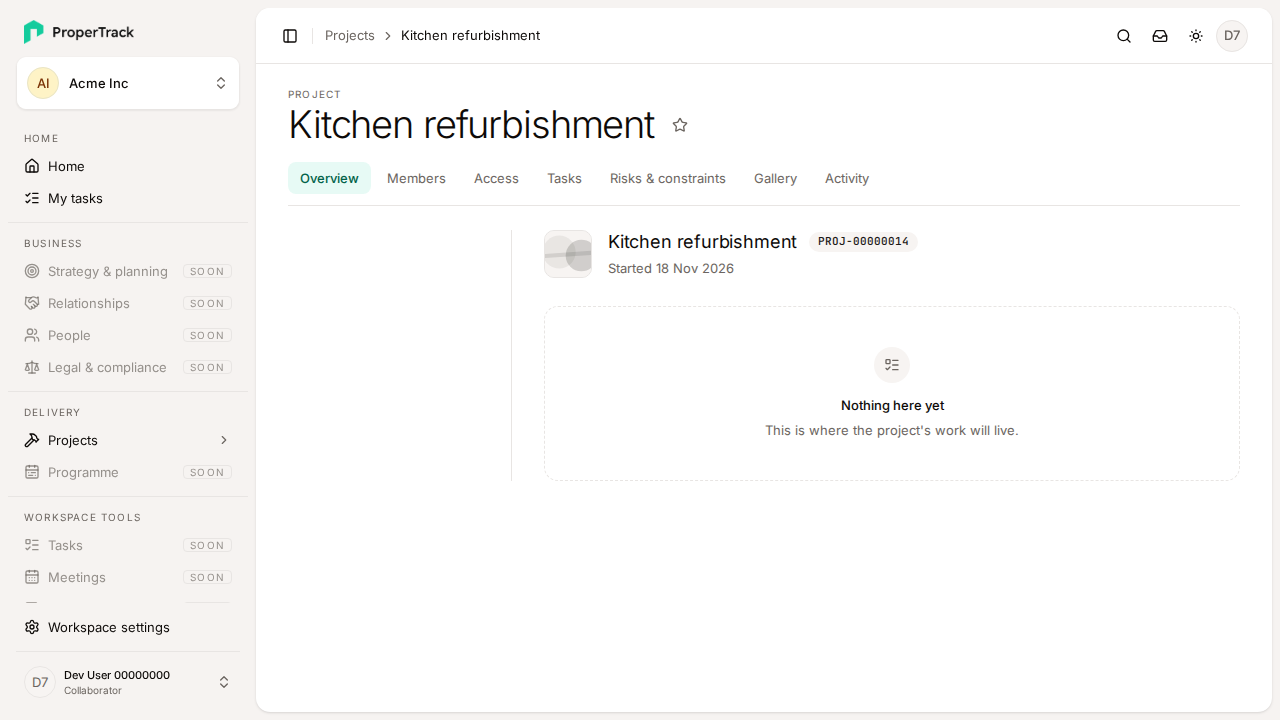 ProperTrack
AI Acme Inc
HOME
Home
My tasks
BUSINESS
Strategy & planning SOON
Relationships SOON
People SOON
Legal & compliance SOON
DELIVERY
Projects
Programme SOON
WORKSPACE TOOLS
Tasks SOON
Meetings SOON
Workspace settings
D7 Dev User 00000000
Collaborator
Projects Kitchen refurbishment D7
PROJECT
Kitchen refurbishment
Overview Members Access Tasks Risks & constraints Gallery Activity
Kitchen refurbishment PROJ-00000014
Started 18 Nov 2026
Nothing here yet
This is where the project's work will live.